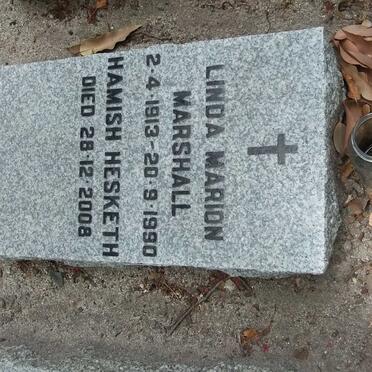 LINDA MARION
MARSHALL
2-4-1913-20-9-1990
HAMISH HESKETH
DIED 28-12-2008